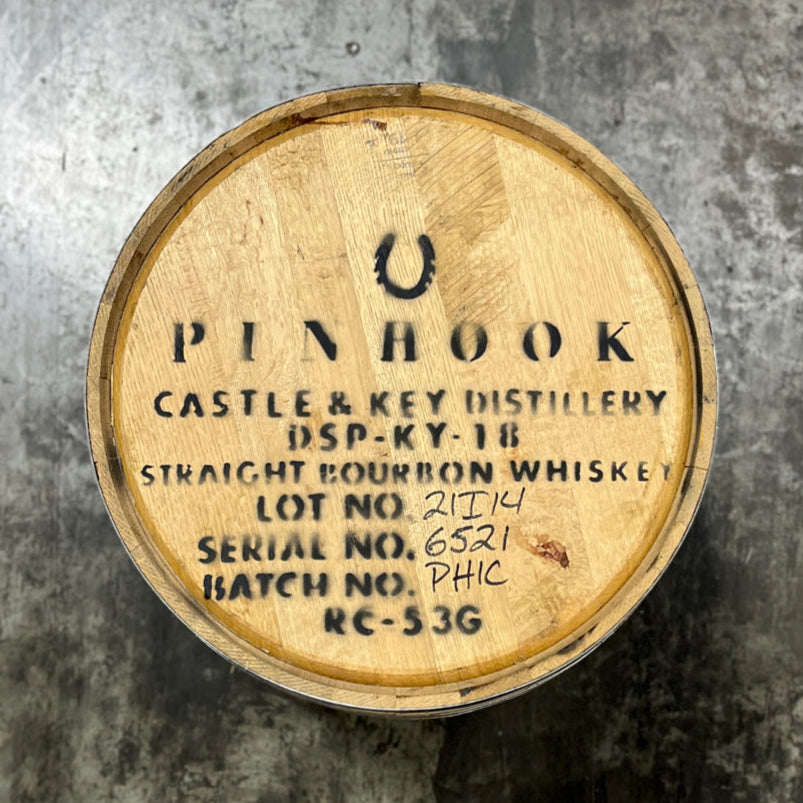 PINHOOK
CASTLE & KEY DISTILLERY
DSP-KY-18
STRAIGHT BOURBON WHISKEY
LOT NO. 21I14
SERIAL NO. 6521
BATCH NO. PHIC
RC-53G